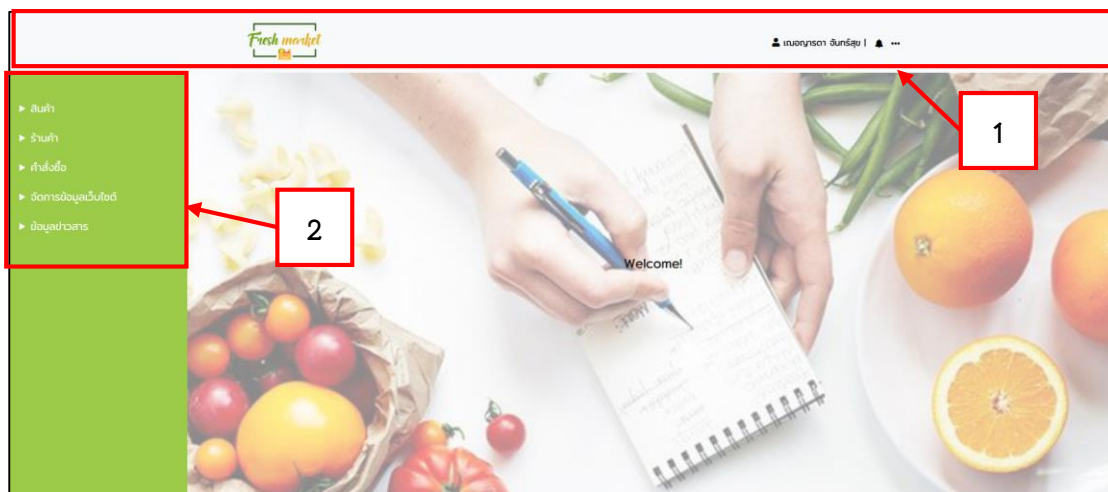 Fresh market
เฌอญารดา จันทร์สุข |
1
สินค้า
ร้านค้า
คำสั่งซื้อ
จัดการข้อมูลเว็บไซต์
ข้อมูลข่าวสาร
2
Welcome!